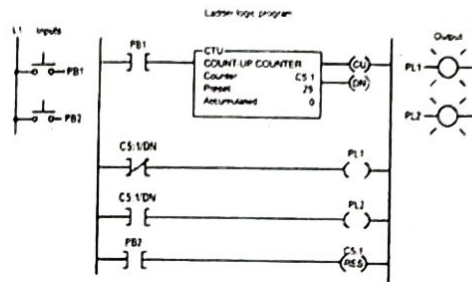 Ladder logic program
L1 Inputs
Output
PB1
PB2
PB1
CTU
COUNT-UP COUNTER
Counter C5:1
Preset 25
Accumulated 0
CU
DN
PL1
PL2
C5:1/DN
PL1
C5:1/DN
PL2
PB2
C5:1
RES